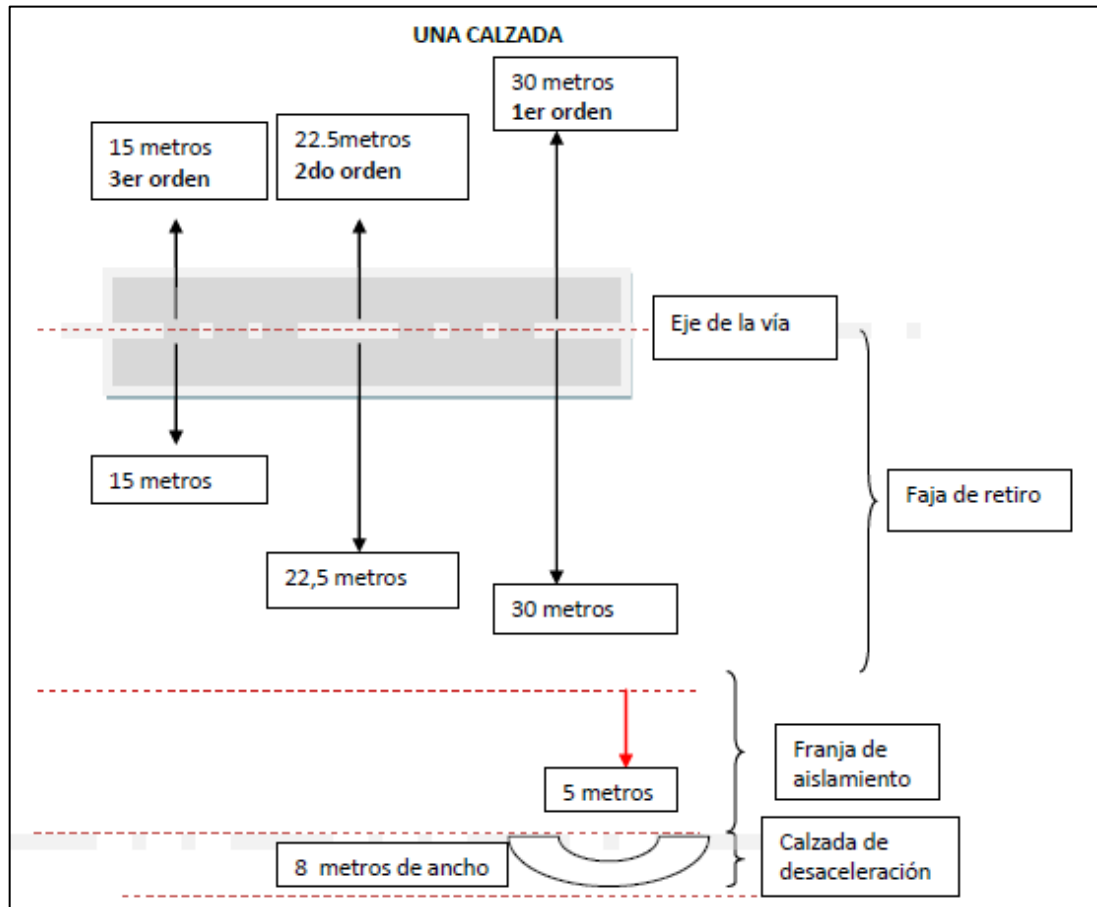 UNA CALZADA
30 metros
1er orden
15 metros
3er orden
22.5metros
2do orden
Eje de la vía
15 metros
Faja de retiro
22,5 metros
30 metros
Franja de
aislamiento
5 metros
8 metros de ancho
Calzada de
desaceleración